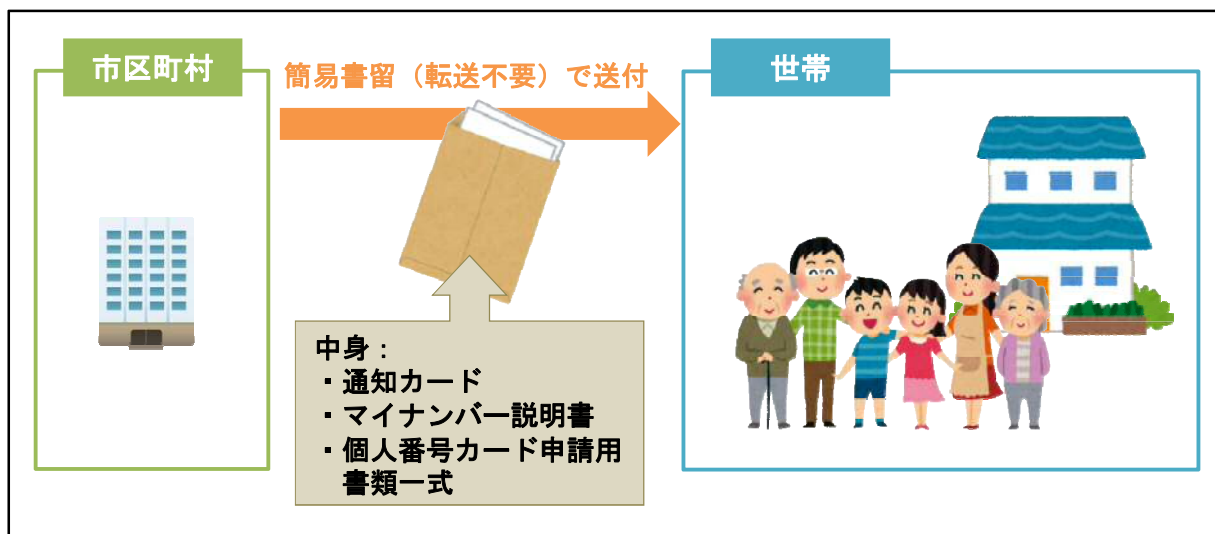 市区町村
簡易書留（転送不要）で送付
世帯
中身：
・通知カード
・マイナンバー説明書
・個人番号カード申請用
書類一式